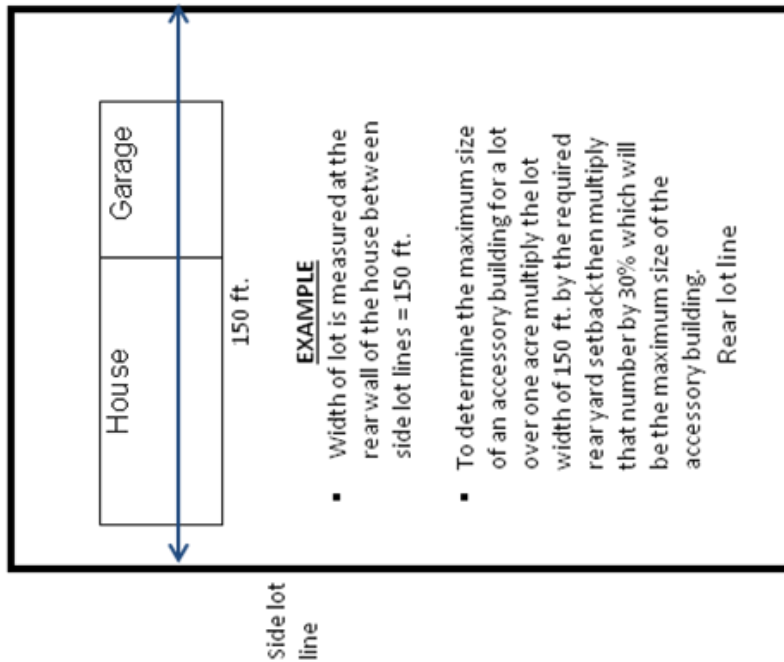 House
Garage
150 ft.
Side lot
line
EXAMPLE
▪ Width of lot is measured at the
rear wall of the house between
side lot lines = 150 ft.
▪ To determine the maximum size
of an accessory building for a lot
over one acre multiply the lot
width of 150 ft. by the required
rear yard setback then multiply
that number by 30% which will
be the maximum size of the
accessory building.
Rear lot line